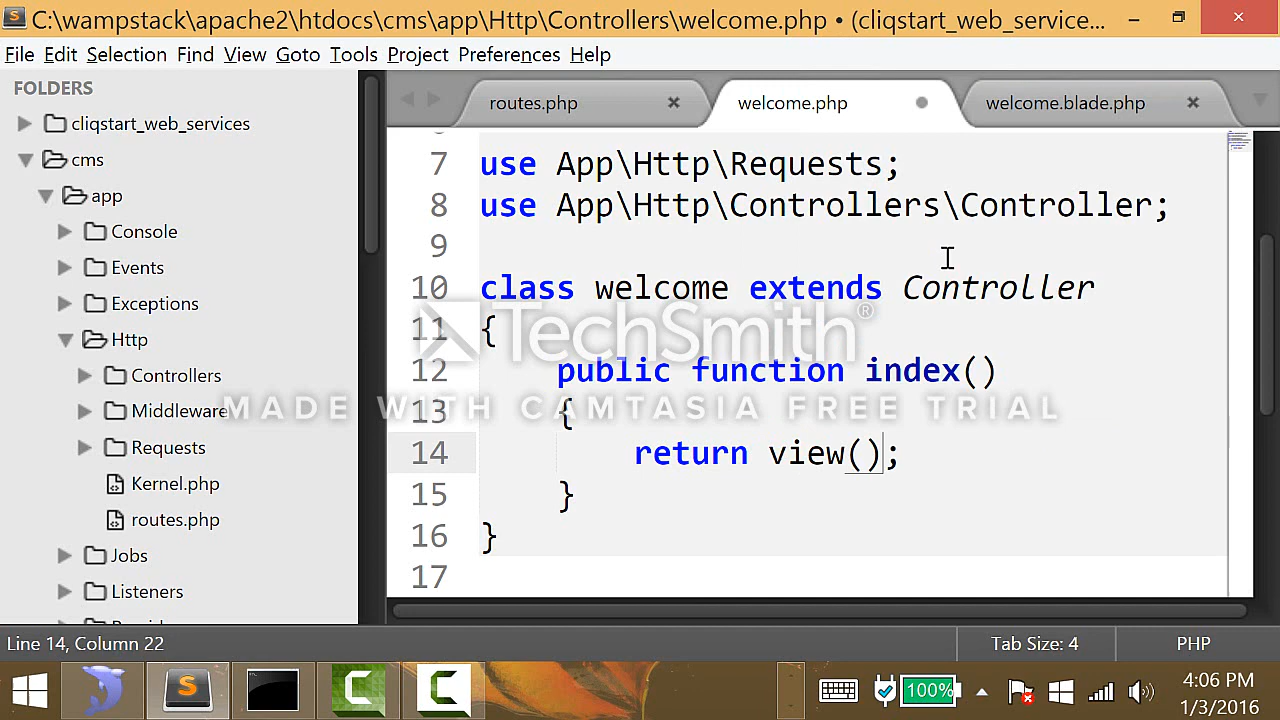 C:\wampstack\apache2\htdocs\cms\app\Http\Controllers\welcome.php • (cliqstart_web_service...
File Edit Selection Find View Goto Tools Project Preferences Help
FOLDERS
cliqstart_web_services
cms
app
Console
Events
Exceptions
Http
Controllers
Middleware
Requests
Kernel.php
routes.php
Jobs
Listeners
routes.php
welcome.php
welcome.blade.php
7 use App\Http\Requests;
8 use App\Http\Controllers\Controller;
9
10 class welcome extends Controller
11 {
12 public function index()
13 {
14 return view();
15 }
16 }
17
TechSmith®
MADE WITH CAMTASIA FREE TRIAL
Line 14, Column 22
Tab Size: 4
PHP
100%
4:06 PM
1/3/2016